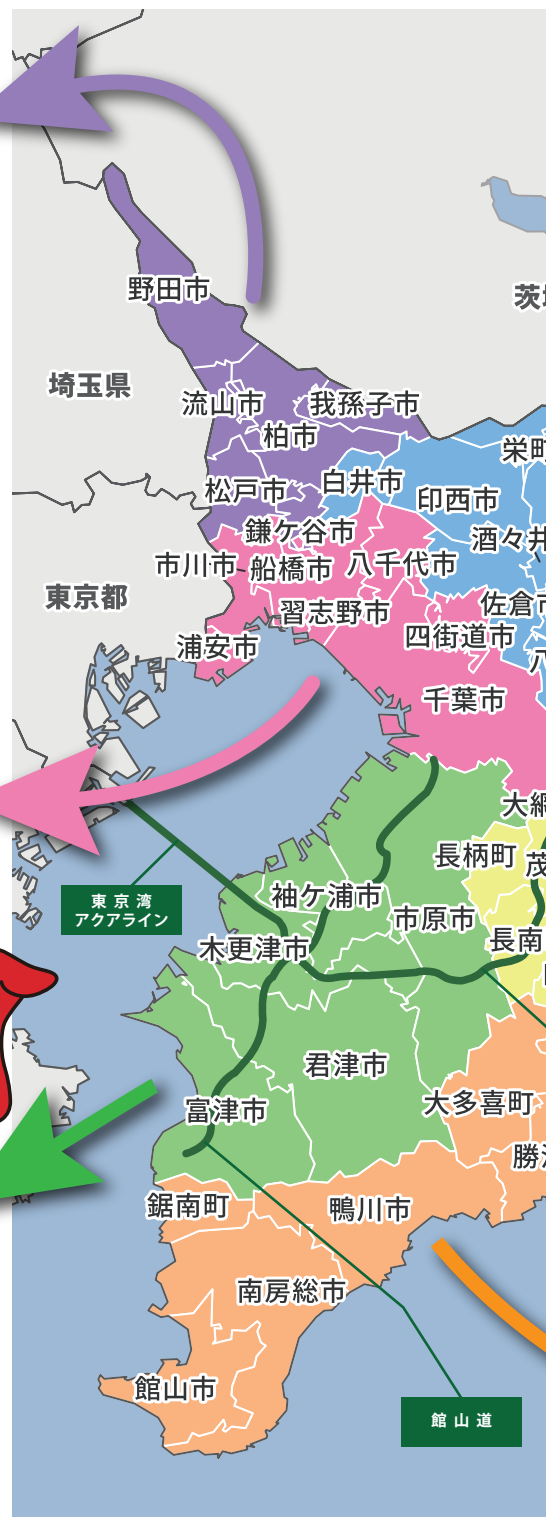 野田市
茨
埼玉県
流山市
我孫子市
柏市
栄町
松戸市
白井市
印西市
鎌ケ谷市
酒々井
市川市
船橋市
八千代市
東京都
習志野市
佐倉市
四街道市
浦安市
八
千葉市
大網
長柄町
茂
東京湾
アクアライン
袖ケ浦市
市原市
木更津市
長南
君津市
富津市
大多喜町
勝
鋸南町
鴨川市
南房総市
館山市
館山道